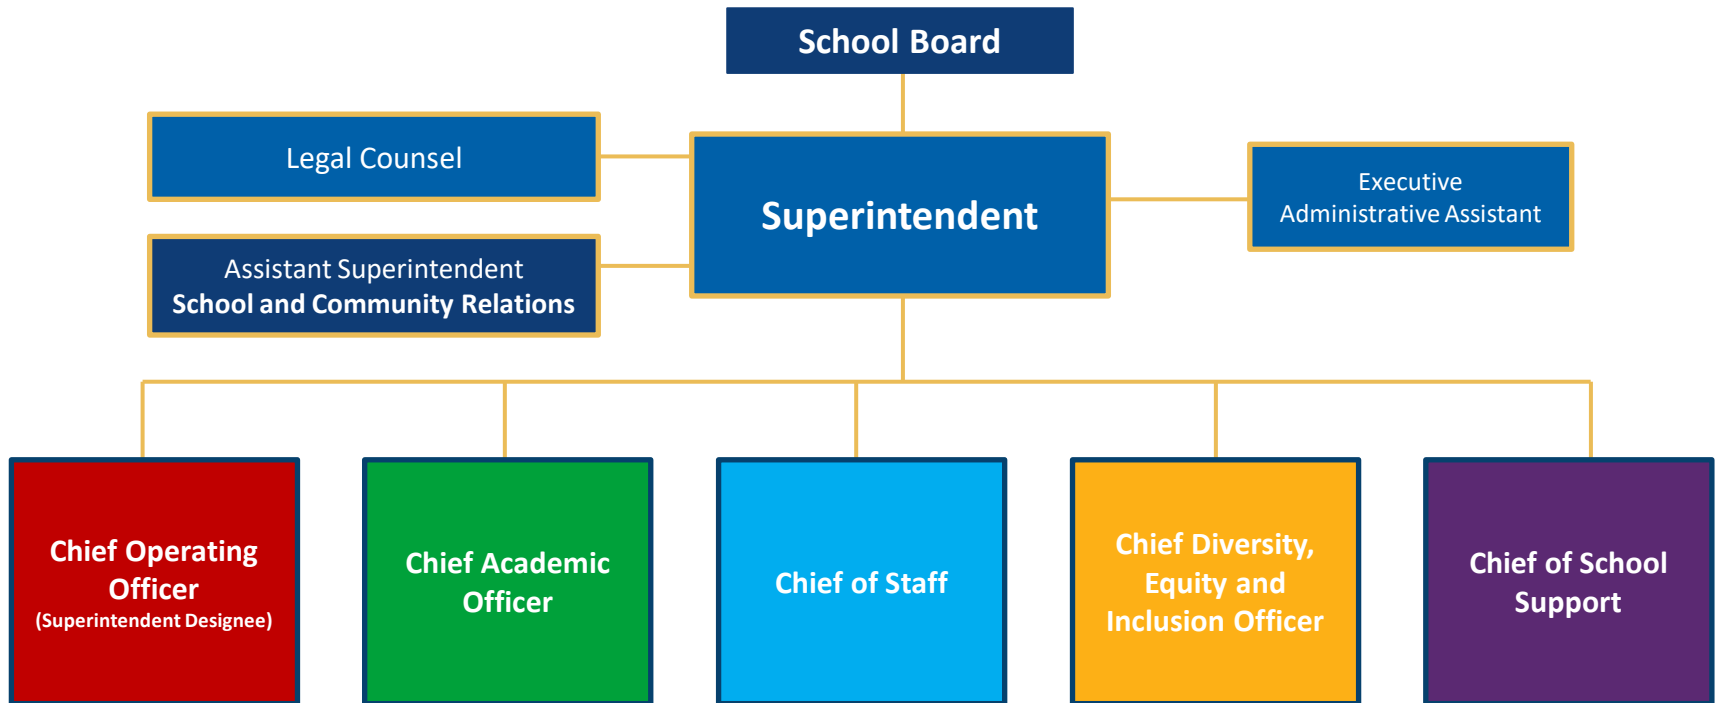 School Board
Legal Counsel
Superintendent
Executive
Administrative Assistant
Assistant Superintendent
School and Community Relations
Chief Operating
Officer
(Superintendent Designee)
Chief Academic
Officer
Chief of Staff
Chief Diversity,
Equity and
Inclusion Officer
Chief of School
Support